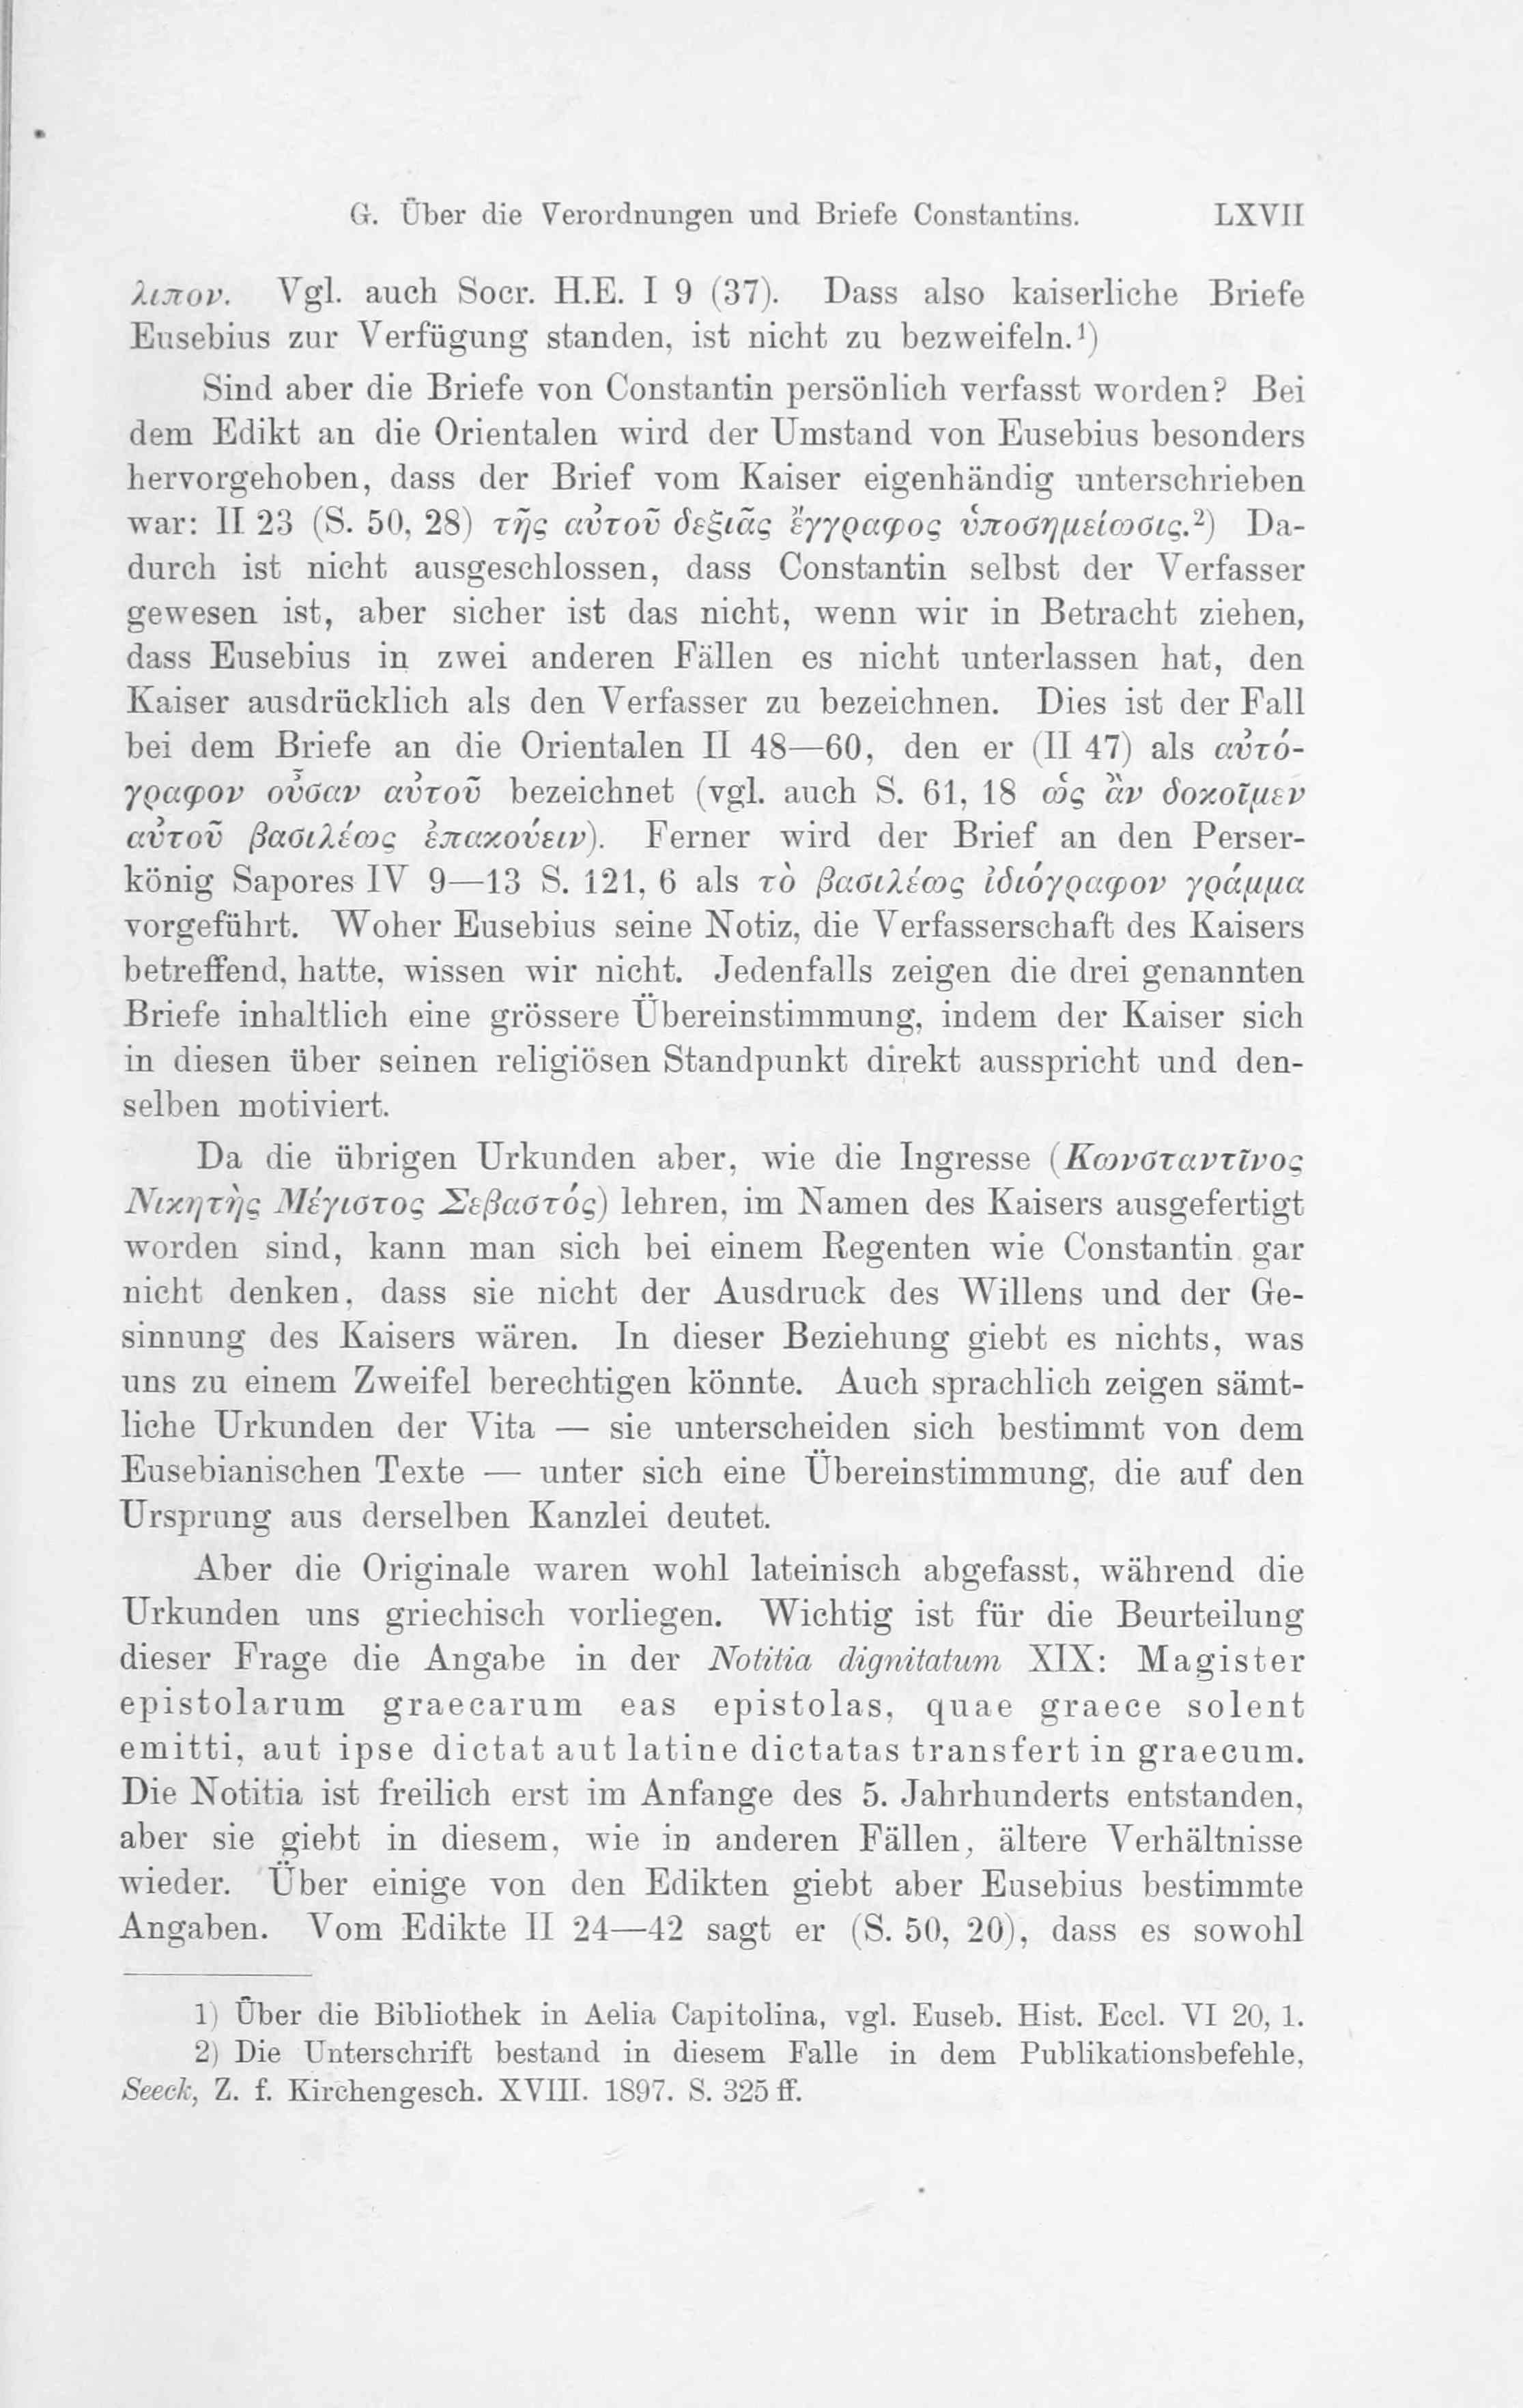 G. Über die Verordnungen und Briefe Constantins. LXVII
λιπον. Vgl. auch Socr. H.E. I 9 (37). Dass also kaiserliche Briefe
Eusebius zur Verfügung standen, ist nicht zu bezweifeln.¹)
Sind aber die Briefe von Constantin persönlich verfasst worden? Bei
dem Edikt an die Orientalen wird der Umstand von Eusebius besonders
hervorgehoben, dass der Brief vom Kaiser eigenhändig unterschrieben
war: II 23 (S. 50, 28) τῆς αὐτοῦ δεξιᾶς ἔγγραφος ὑποσημείωσις.²) Da-
durch ist nicht ausgeschlossen, dass Constantin selbst der Verfasser
gewesen ist, aber sicher ist das nicht, wenn wir in Betracht ziehen,
dass Eusebius in zwei anderen Fällen es nicht unterlassen hat, den
Kaiser ausdrücklich als den Verfasser zu bezeichnen. Dies ist der Fall
bei dem Briefe an die Orientalen II 48—60, den er (II 47) als αὐτό-
γραφον οὖσαν αὐτοῦ bezeichnet (vgl. auch S. 61, 18 ὡς ἂν δοκοῖμεν
αὐτοῦ βασιλέως ἐπακούειν). Ferner wird der Brief an den Perser-
könig Sapores IV 9—13 S. 121, 6 als τὸ βασιλέως ἰδιόγραφον γράμμα
vorgeführt. Woher Eusebius seine Notiz, die Verfasserschaft des Kaisers
betreffend, hatte, wissen wir nicht. Jedenfalls zeigen die drei genannten
Briefe inhaltlich eine grössere Übereinstimmung, indem der Kaiser sich
in diesen über seinen religiösen Standpunkt direkt ausspricht und den-
selben motiviert.
Da die übrigen Urkunden aber, wie die Ingresse (Κωνσταντῖνος
Νικητὴς Μέγιστος Σεβαστός) lehren, im Namen des Kaisers ausgefertigt
worden sind, kann man sich bei einem Regenten wie Constantin gar
nicht denken, dass sie nicht der Ausdruck des Willens und der Ge-
sinnung des Kaisers wären. In dieser Beziehung giebt es nichts, was
uns zu einem Zweifel berechtigen könnte. Auch sprachlich zeigen sämt-
liche Urkunden der Vita — sie unterscheiden sich bestimmt von dem
Eusebianischen Texte — unter sich eine Übereinstimmung, die auf den
Ursprung aus derselben Kanzlei deutet.
Aber die Originale waren wohl lateinisch abgefasst, während die
Urkunden uns griechisch vorliegen. Wichtig ist für die Beurteilung
dieser Frage die Angabe in der Notitia dignitatum XIX: Magister
epistolarum graecarum eas epistolas, quae graece solent
emitti, aut ipse dictat aut latine dictatas transfert in graecum.
Die Notitia ist freilich erst im Anfange des 5. Jahrhunderts entstanden,
aber sie giebt in diesem, wie in anderen Fällen, ältere Verhältnisse
wieder. Über einige von den Edikten giebt aber Eusebius bestimmte
Angaben. Vom Edikte II 24—42 sagt er (S. 50, 20), dass es sowohl
1) Über die Bibliothek in Aelia Capitolina, vgl. Euseb. Hist. Eccl. VI 20, 1.
2) Die Unterschrift bestand in diesem Falle in dem Publikationsbefehle,
Seeck, Z. f. Kirchengesch. XVIII. 1897. S. 325 ff.